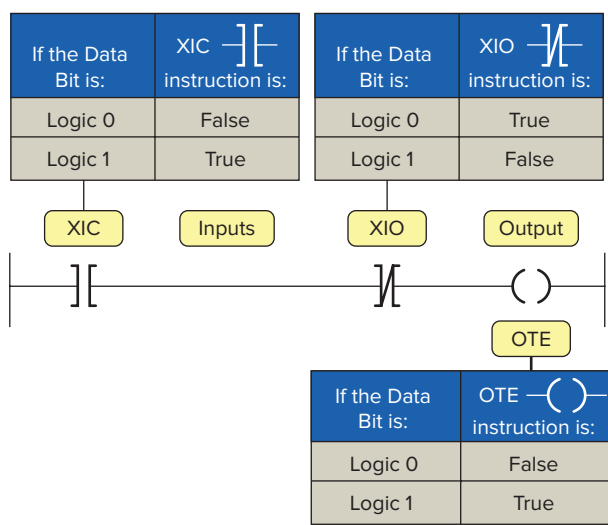 If the Data Bit is:
XIC
instruction is:
Logic 0
False
Logic 1
True
If the Data Bit is:
XIO
instruction is:
Logic 0
True
Logic 1
False
XIC
Inputs
XIO
Output
OTE
If the Data Bit is:
OTE
instruction is:
Logic 0
False
Logic 1
True